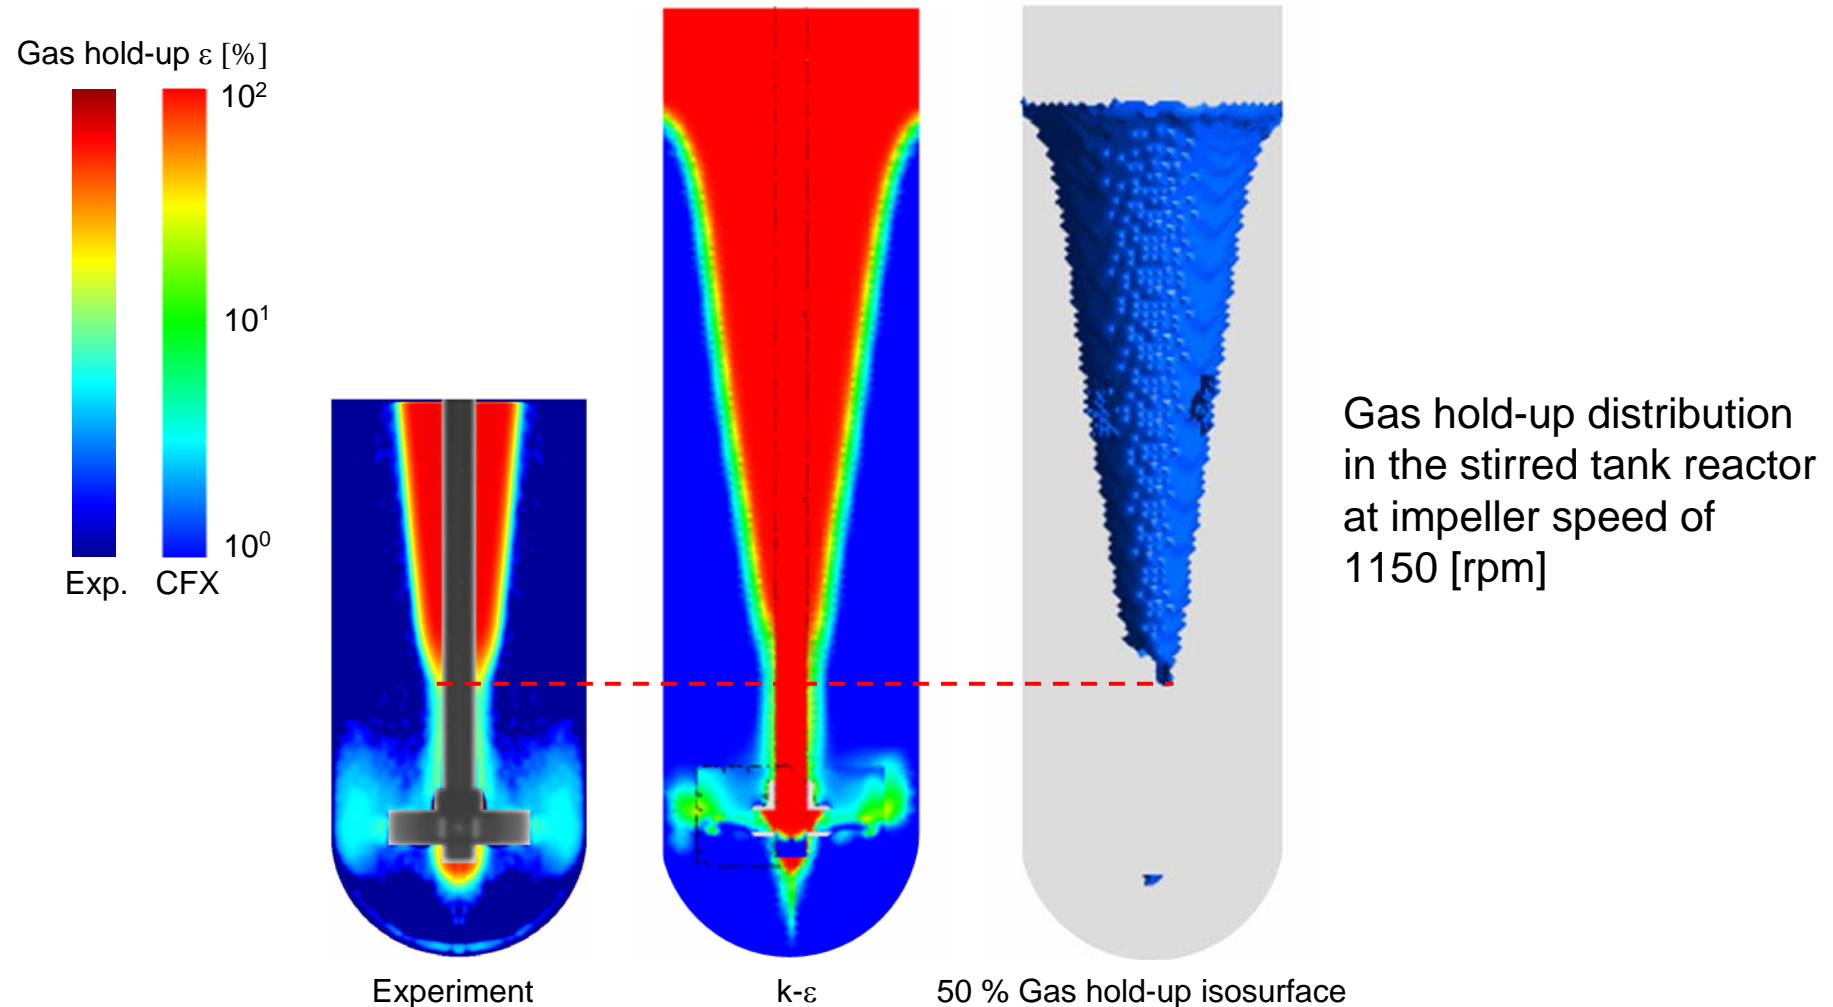 Gas hold-up ε [%]
10²
10¹
10⁰
Exp. CFX
Gas hold-up distribution
in the stirred tank reactor
at impeller speed of
1150 [rpm]
Experiment
k-ε
50 % Gas hold-up isosurface